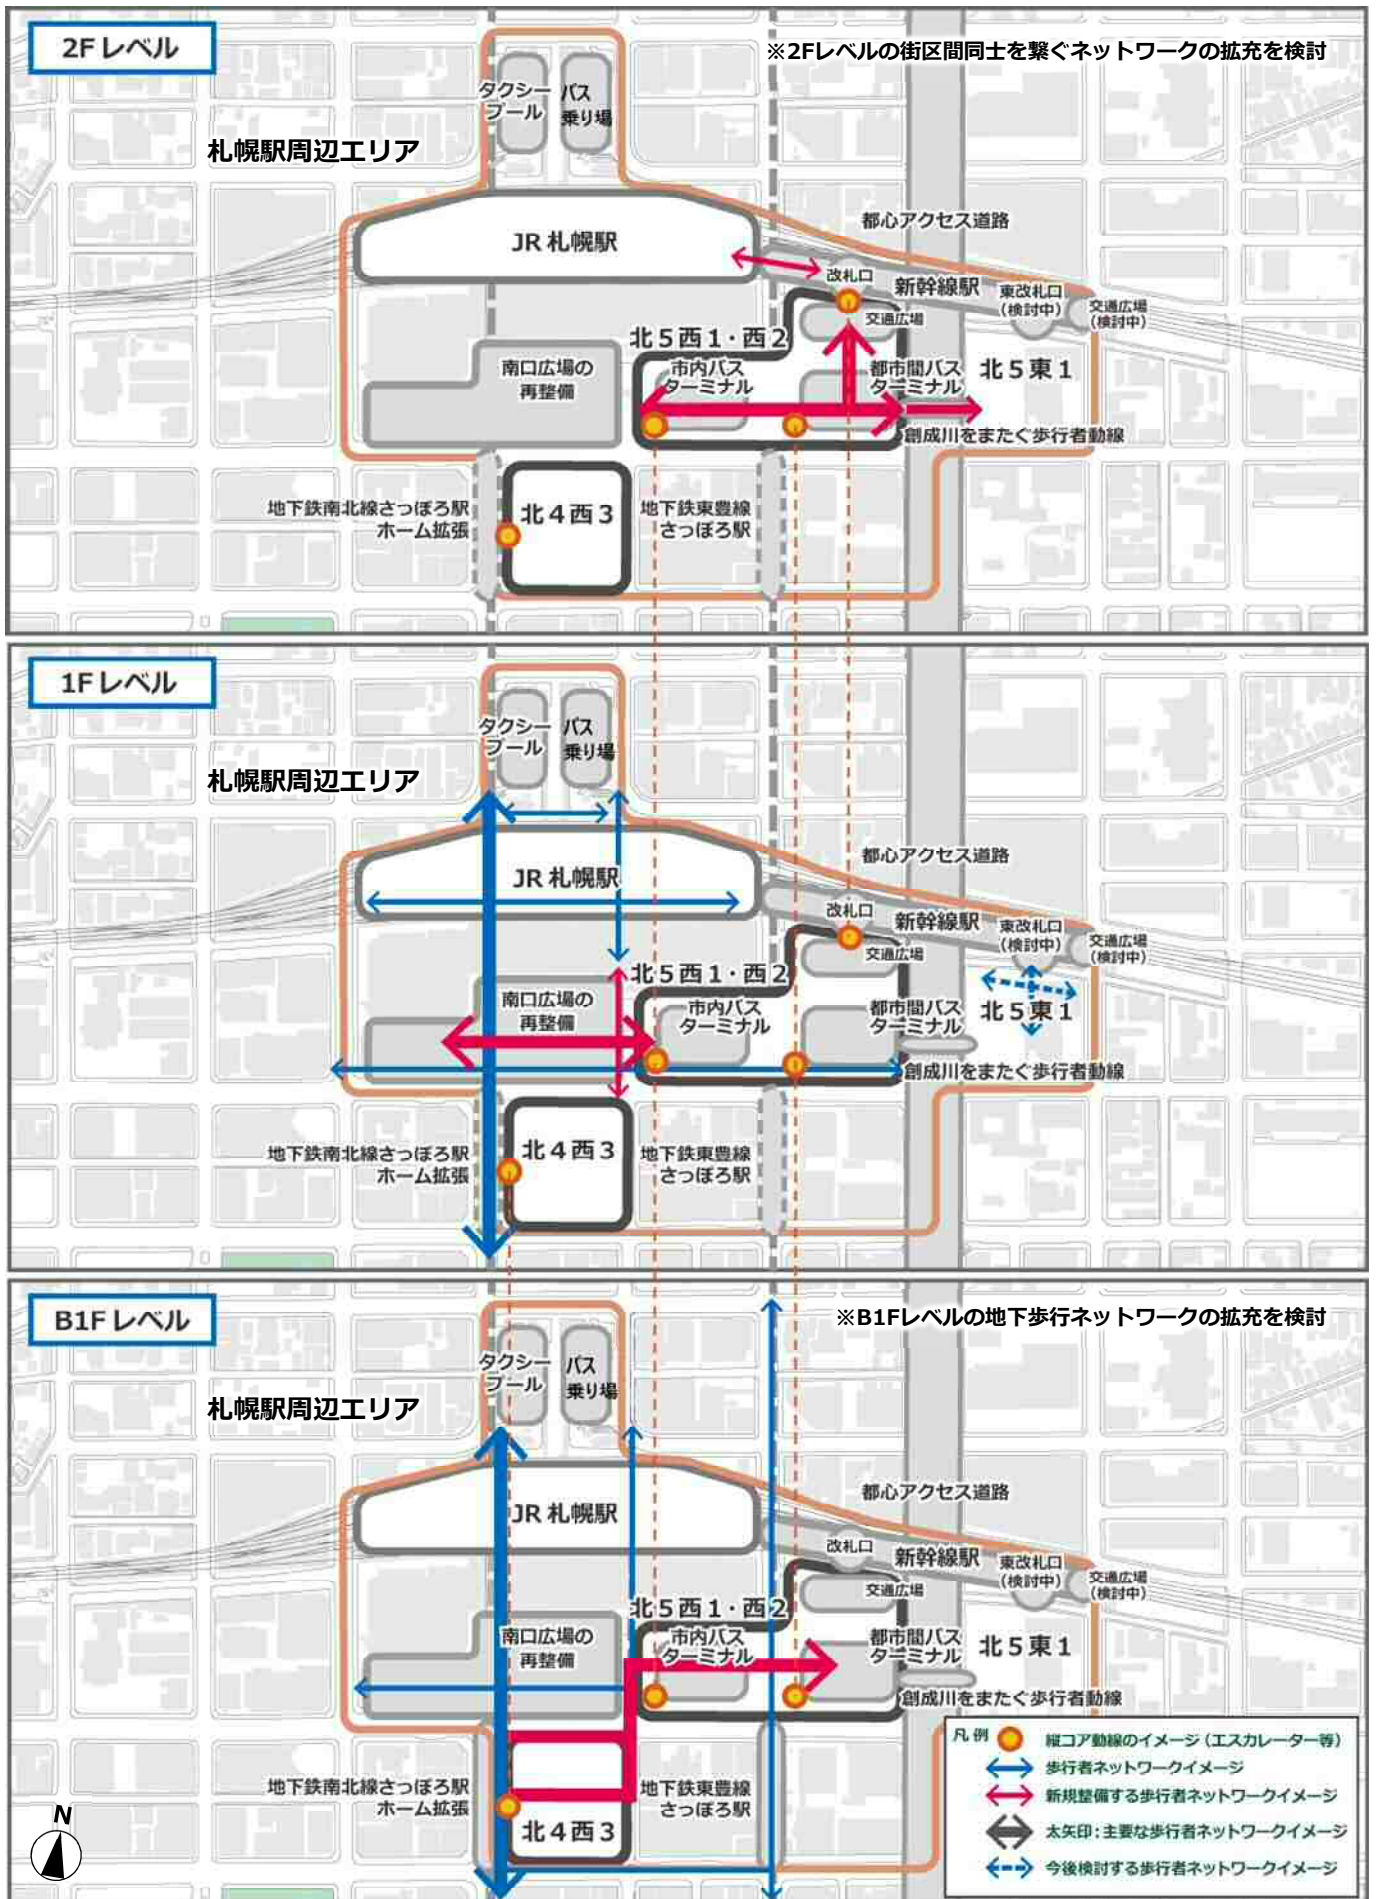 2Fレベル
※2Fレベルの街区間同士を繋ぐネットワークの拡充を検討
タクシー
プール
バス
乗り場
札幌駅周辺エリア
都心アクセス道路
JR 札幌駅
改札口
新幹線駅
東改札口
(検討中)
交通広場
(検討中)
交通広場
北5西1・西2
南口広場の
再整備
市内バス
ターミナル
都市間バス
ターミナル
北5東1
創成川をまたぐ歩行者動線
地下鉄南北線さっぽろ駅
ホーム拡張
北4西3
地下鉄東豊線
さっぽろ駅
1Fレベル
タクシー
プール
バス
乗り場
札幌駅周辺エリア
都心アクセス道路
JR 札幌駅
改札口
新幹線駅
東改札口
(検討中)
交通広場
(検討中)
交通広場
北5西1・西2
南口広場の
再整備
市内バス
ターミナル
都市間バス
ターミナル
北5東1
創成川をまたぐ歩行者動線
地下鉄南北線さっぽろ駅
ホーム拡張
北4西3
地下鉄東豊線
さっぽろ駅
B1Fレベル
※B1Fレベルの地下歩行ネットワークの拡充を検討
タクシー
プール
バス
乗り場
札幌駅周辺エリア
都心アクセス道路
JR 札幌駅
改札口
新幹線駅
東改札口
(検討中)
交通広場
(検討中)
交通広場
北5西1・西2
南口広場の
再整備
市内バス
ターミナル
都市間バス
ターミナル
北5東1
創成川をまたぐ歩行者動線
地下鉄南北線さっぽろ駅
ホーム拡張
北4西3
地下鉄東豊線
さっぽろ駅
N
凡例
縦コア動線のイメージ（エスカレーター等）
歩行者ネットワークイメージ
新規整備する歩行者ネットワークイメージ
太矢印：主要な歩行者ネットワークイメージ
今後検討する歩行者ネットワークイメージ